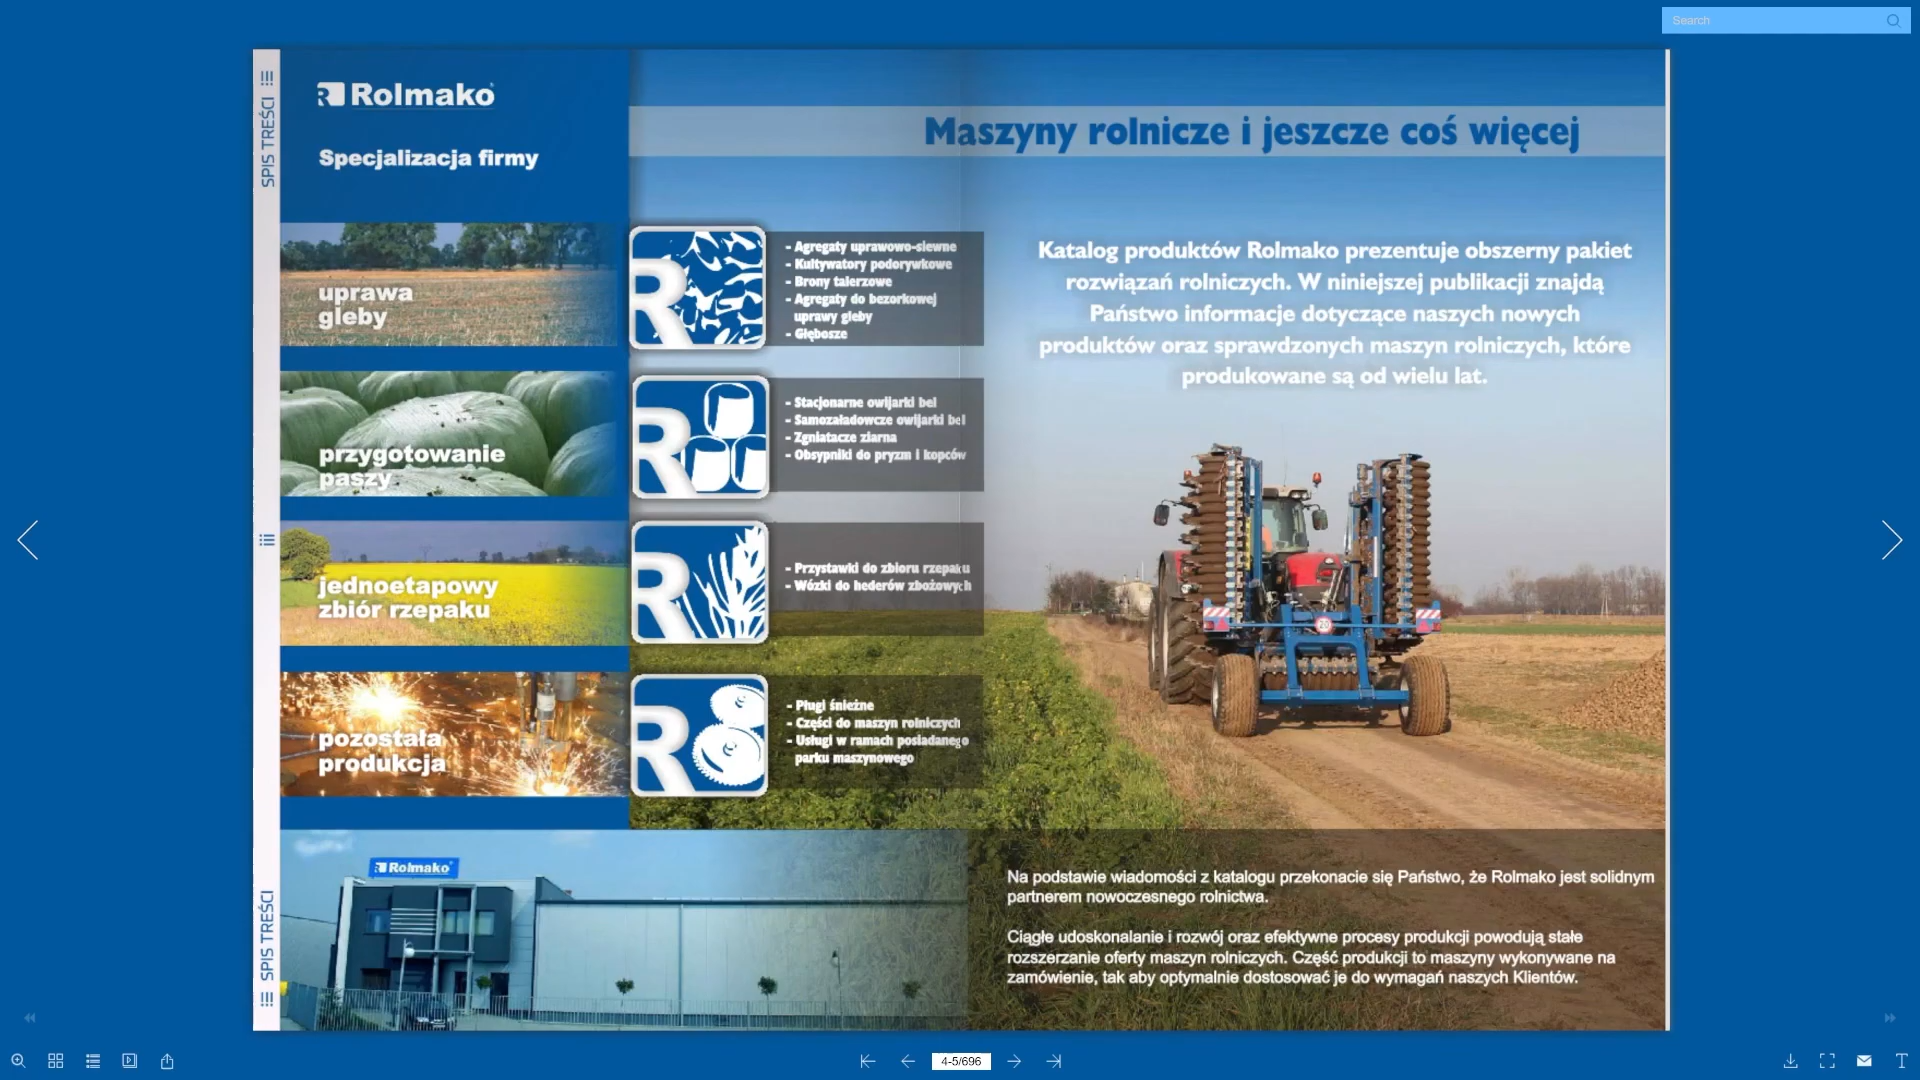 Search
SPIS TREŚCI
Rolmako
Specjalizacja firmy
Maszyny rolnicze i jeszcze coś więcej
uprawa
gleby
- Agregaty uprawowo-siewne
- Kultywatory podorywkowe
- Brony talerzowe
- Agregaty do bezorkowej
uprawy gleby
- Głębosze
Katalog produktów Rolmako prezentuje obszerny pakiet
rozwiązań rolniczych. W niniejszej publikacji znajdą
Państwo informacje dotyczące naszych nowych
produktów oraz sprawdzonych maszyn rolniczych, które
produkowane są od wielu lat.
przygotowanie
paszy
- Stacjonarne owijarki bel
- Samozaładowcze owijarki bel
- Zgniatacze ziarna
- Obsypniki do pryzm i kopców
jednoetapowy
zbiór rzepaku
- Przystawki do zbioru rzepaku
- Wózki do hederów zbożowych
20
pozostała
produkcja
- Pługi śnieżne
- Części do maszyn rolniczych
- Usługi w ramach posiadanego
parku maszynowego
Rolmako
SPIS TREŚCI
Na podstawie wiadomości z katalogu przekonacie się Państwo, że Rolmako jest solidnym
partnerem nowoczesnego rolnictwa.
Ciągłe udoskonalanie i rozwój oraz efektywne procesy produkcji powodują stałe
rozszerzanie oferty maszyn rolniczych. Część produkcji to maszyny wykonywane na
zamówienie, tak aby optymalnie dostosować je do wymagań naszych Klientów.
4-5/696